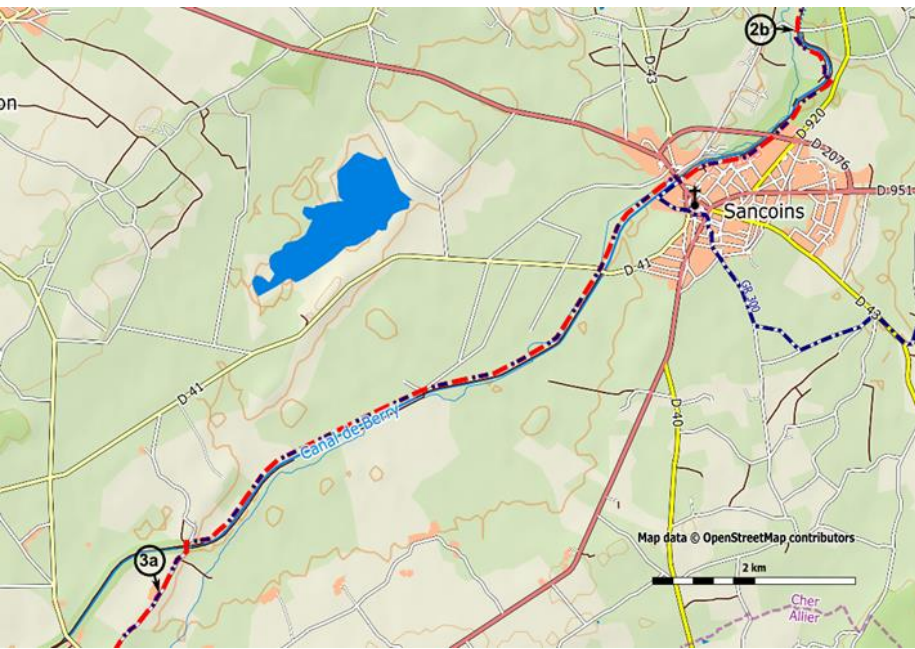 2b
D 43
on
D-920
D-2076
D 951
Sancoins
D 41
GR 300
D-43
D 41
D-40
Canal de Berry
Map data © OpenStreetMap contributors
3a
2 km
Cher
Allier